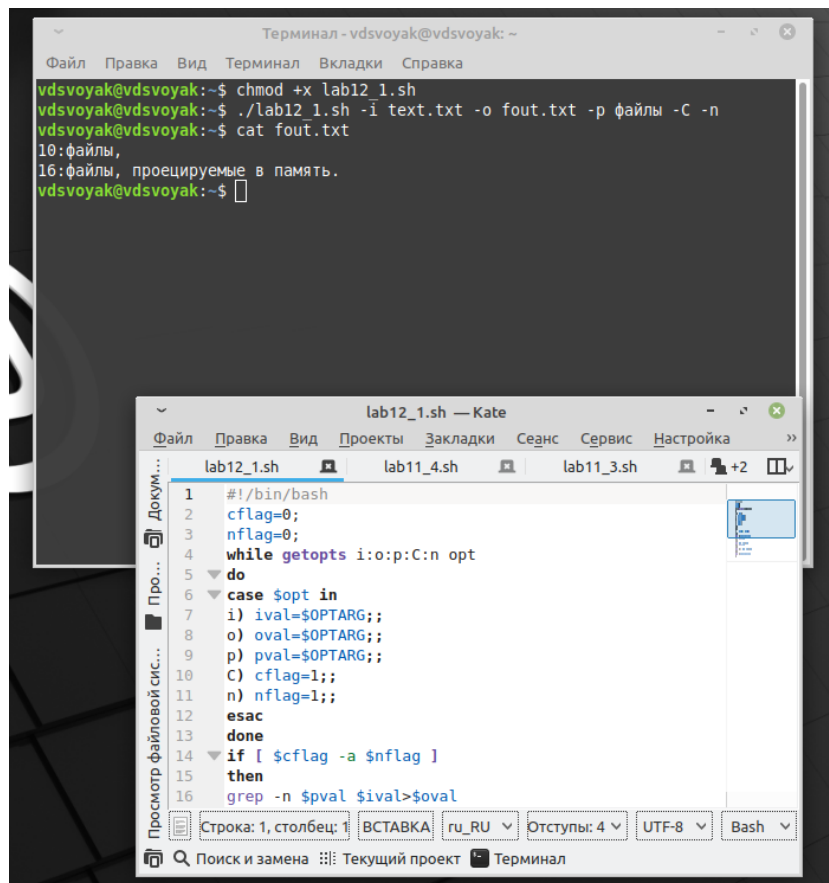 Терминал - vdsvoyak@vdsvoyak: ~
Файл Правка Вид Терминал Вкладки Справка
vdsvoyak@vdsvoyak:~$ chmod +x lab12_1.sh
vdsvoyak@vdsvoyak:~$ ./lab12_1.sh -i text.txt -o fout.txt -p файлы -C -n
vdsvoyak@vdsvoyak:~$ cat fout.txt
10:файлы,
16:файлы, проецируемые в память.
vdsvoyak@vdsvoyak:~$
lab12_1.sh — Kate
Файл Правка Вид Проекты Закладки Сеанс Сервис Настройка »
lab12_1.sh lab11_4.sh lab11_3.sh +2
Докум...
Про...
Просмотр файловой сис...
1 #!/bin/bash
2 cflag=0;
3 nflag=0;
4 while getopts i:o:p:C:n opt
5 do
6 case $opt in
7 i) ival=$OPTARG;;
8 o) oval=$OPTARG;;
9 p) pval=$OPTARG;;
10 C) cflag=1;;
11 n) nflag=1;;
12 esac
13 done
14 if [ $cflag -a $nflag ]
15 then
16 grep -n $pval $ival>$oval
Строка: 1, столбец: 1 ВСТАВКА ru_RU Отступы: 4 UTF-8 Bash
Поиск и замена Текущий проект Терминал